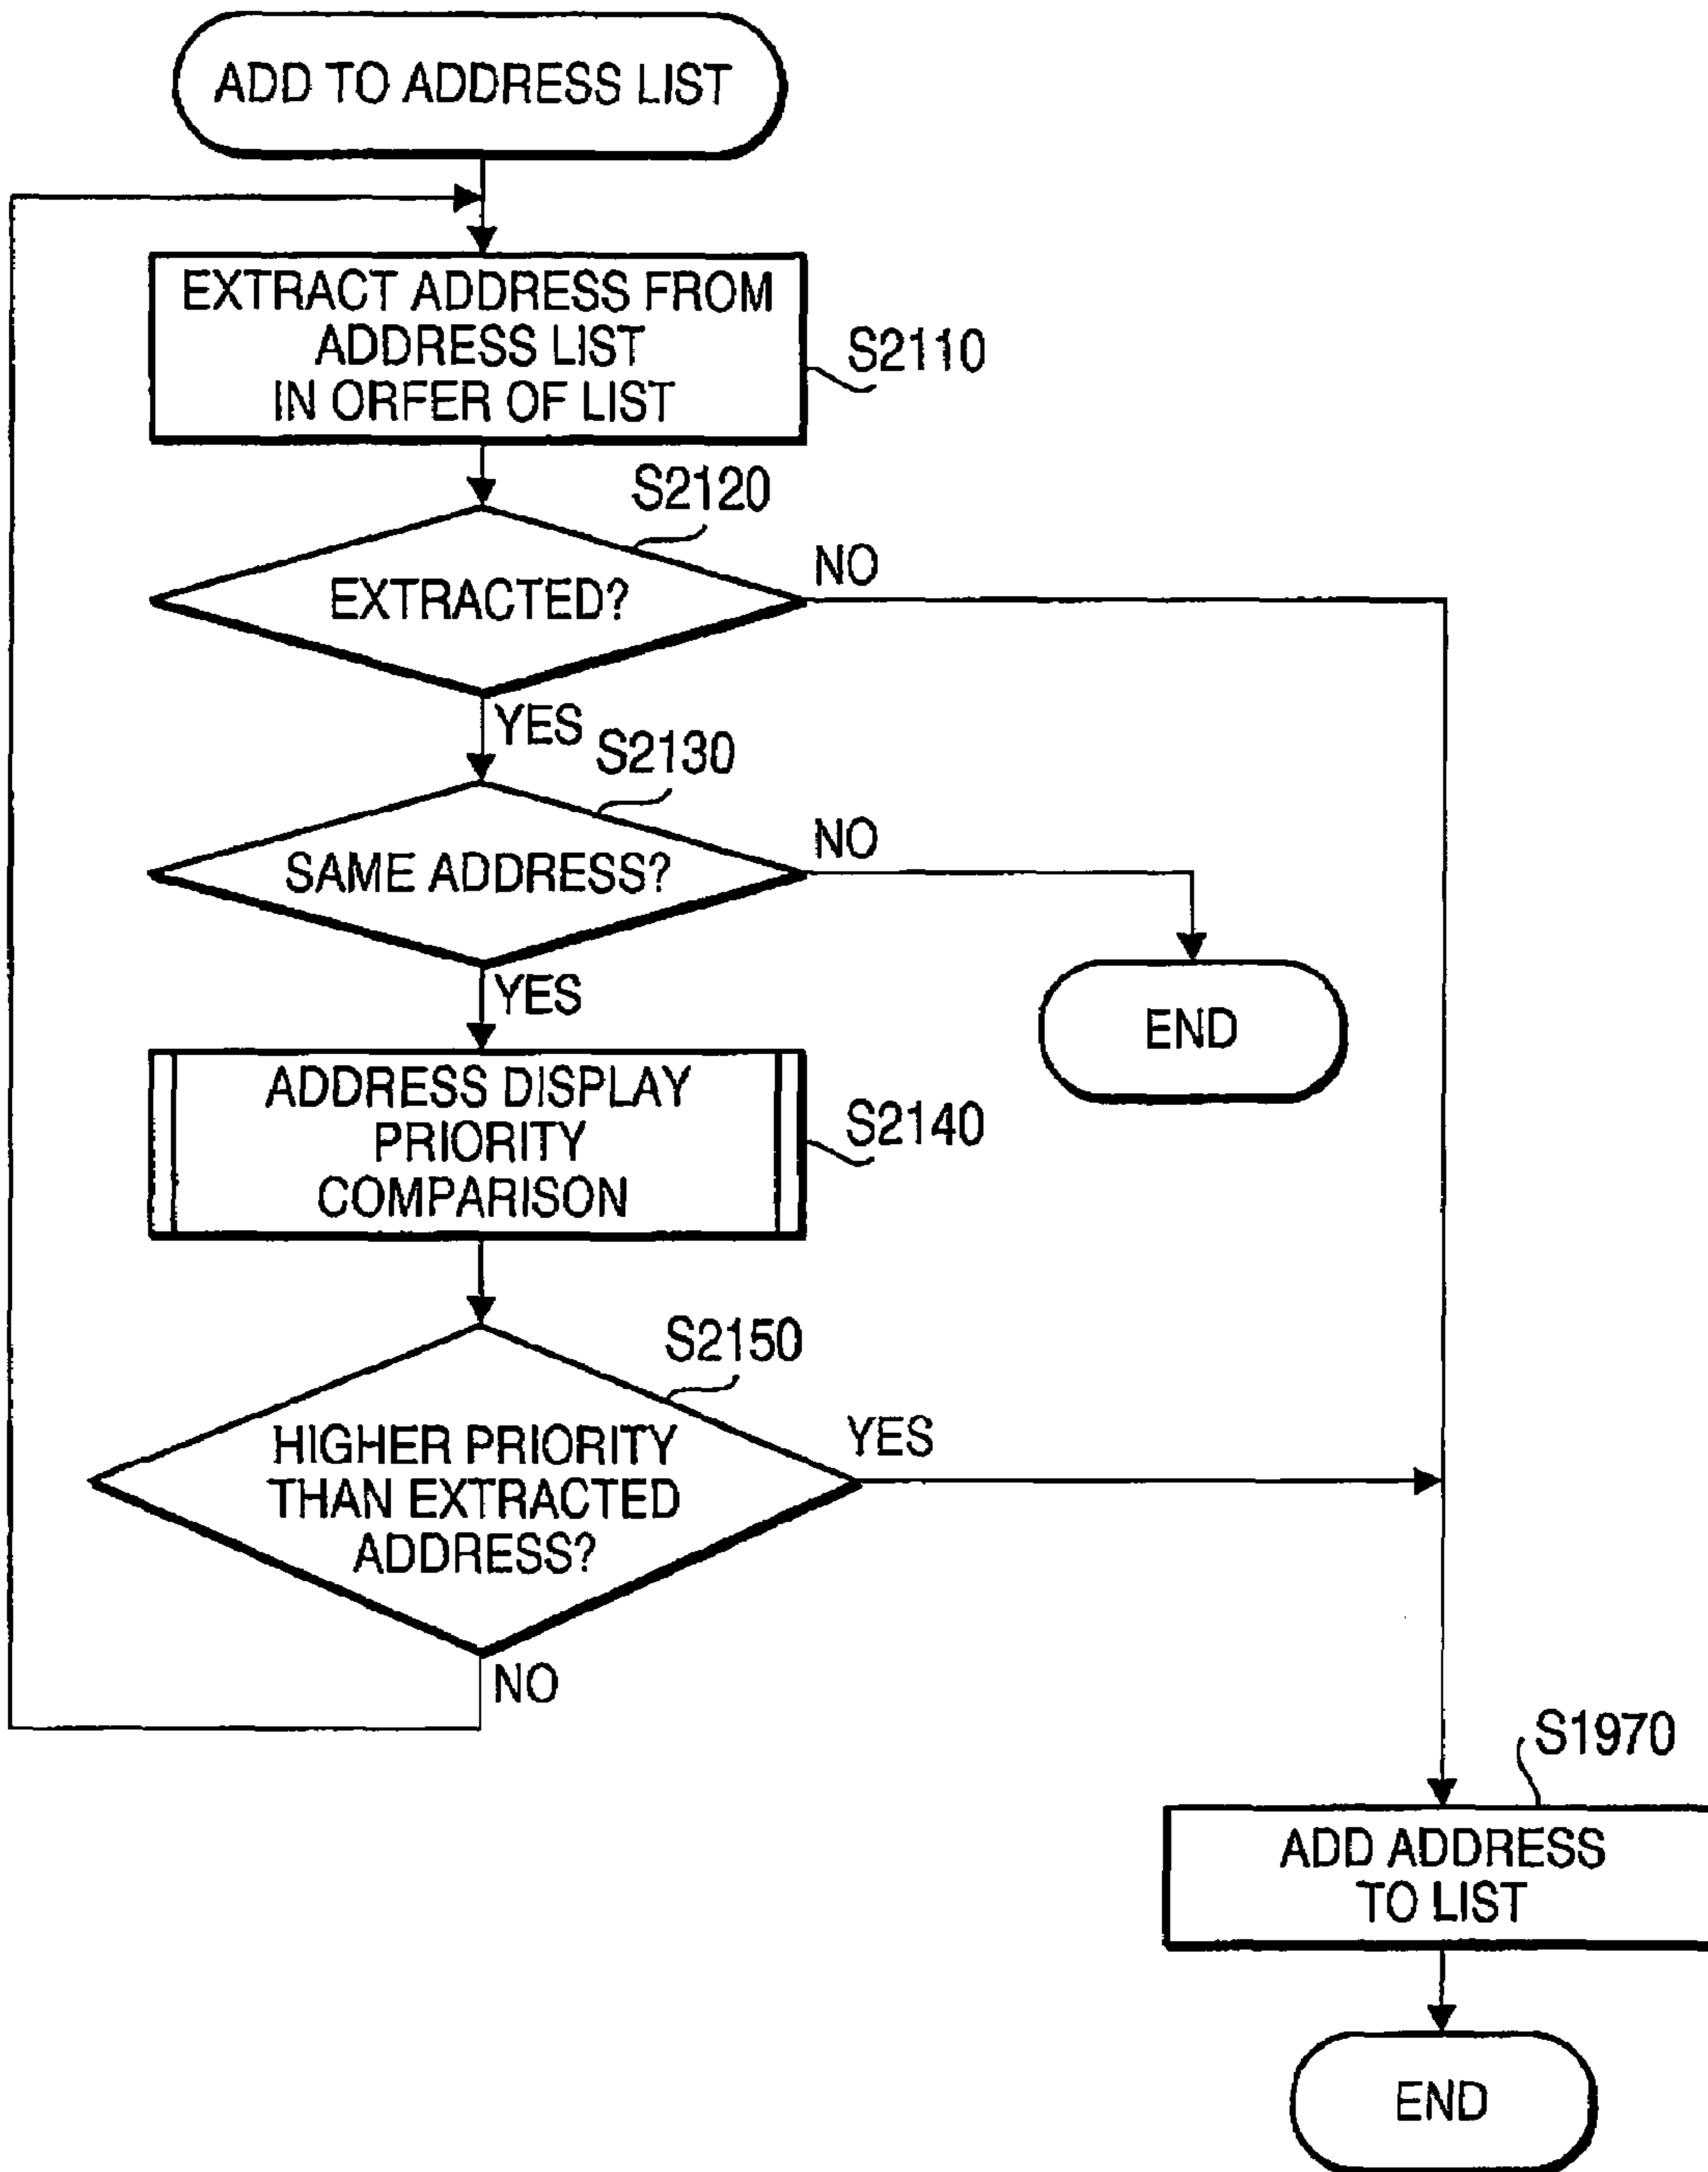 ADD TO ADDRESS LIST
EXTRACT ADDRESS FROM
ADDRESS LIST
IN ORFER OF LIST
S2110
S2120
EXTRACTED?
NO
YES
S2130
SAME ADDRESS?
NO
YES
END
ADDRESS DISPLAY
PRIORITY
COMPARISON
S2140
S2150
HIGHER PRIORITY
THAN EXTRACTED
ADDRESS?
YES
NO
S1970
ADD ADDRESS
TO LIST
END